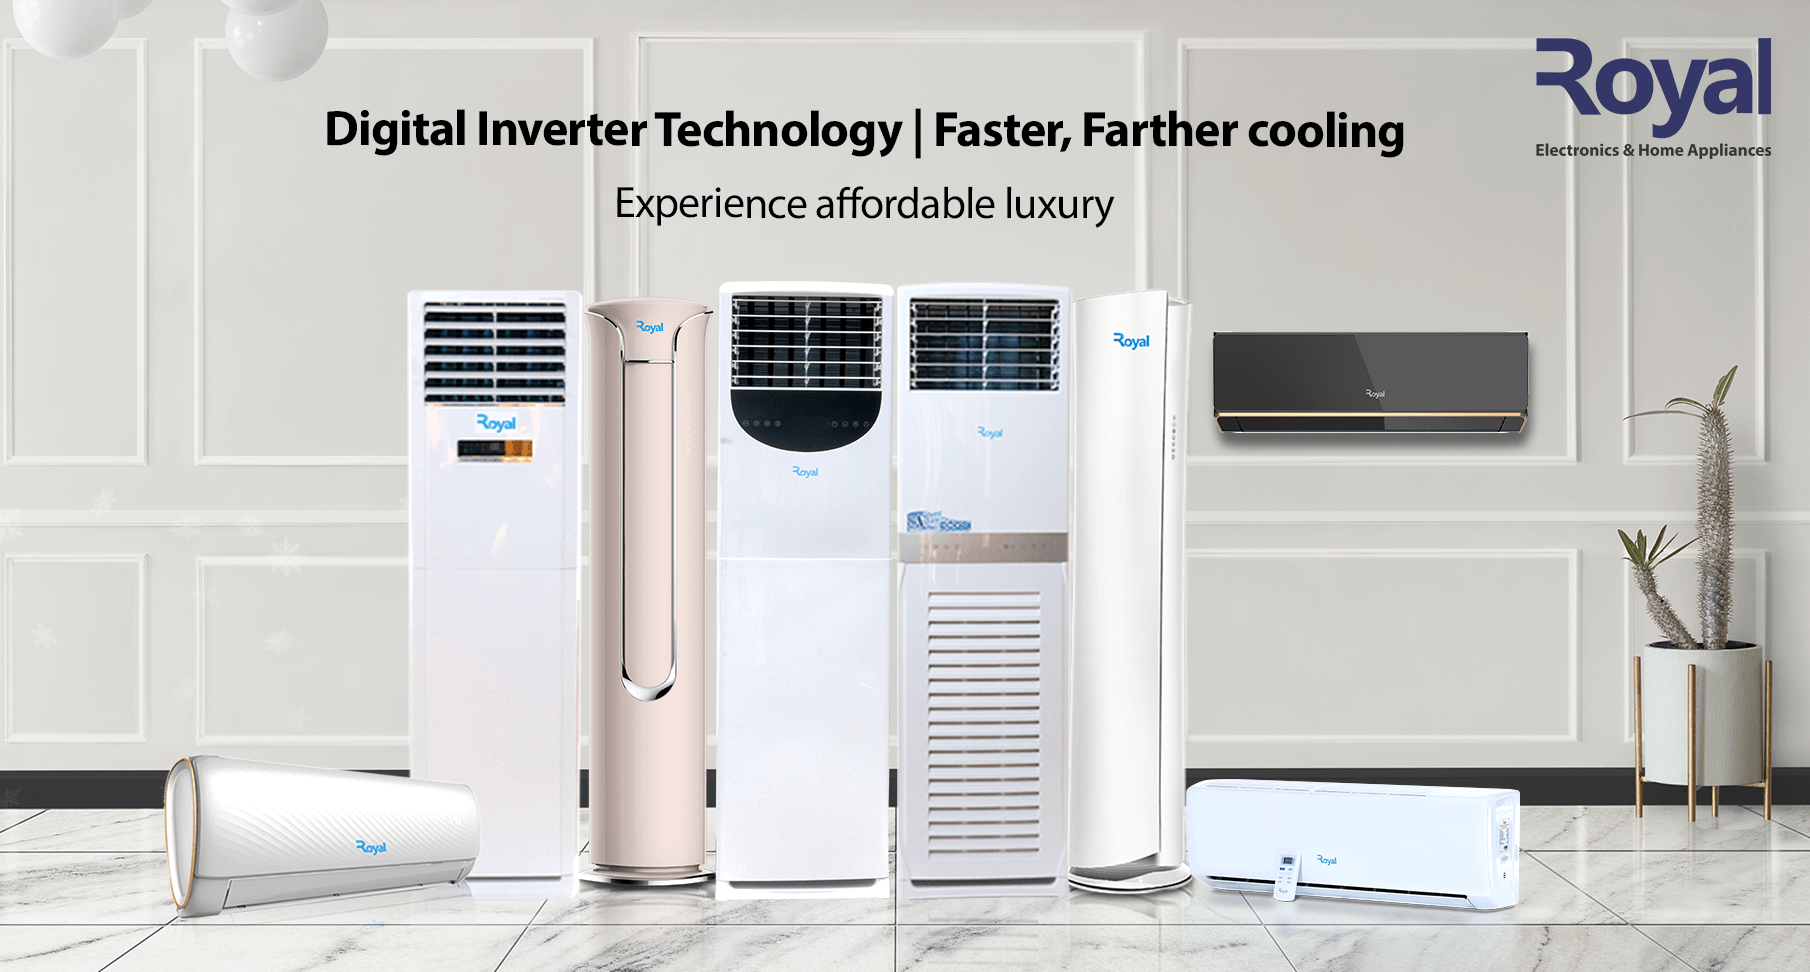 Royal
Electronics & Home Appliances
Digital Inverter Technology | Faster, Farther cooling
Experience affordable luxury
Royal
Royal
Royal
Royal
Royal
Royal
Royal
Royal
Royal